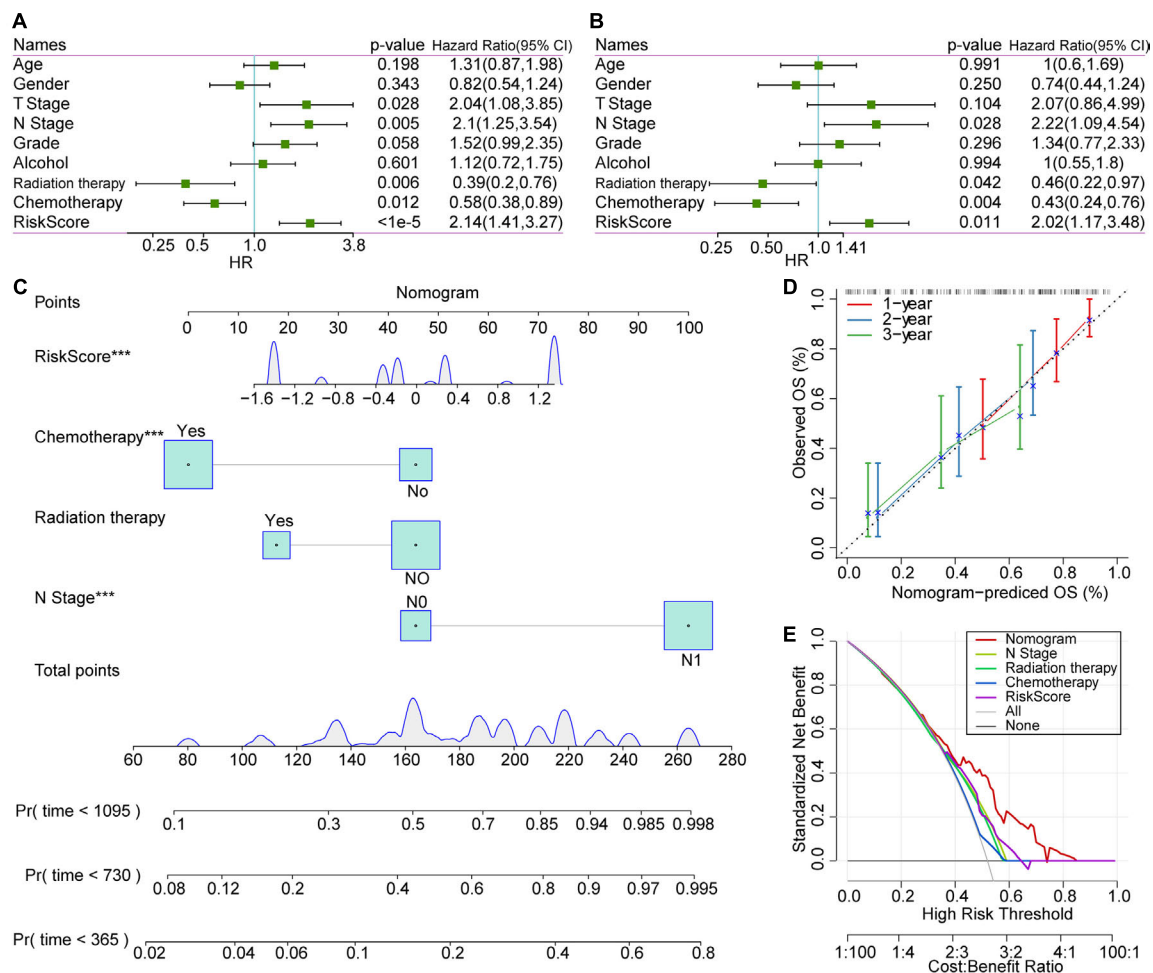 A
Names p-value Hazard Ratio(95% CI)
Age 0.198 1.31(0.87,1.98)
Gender 0.343 0.82(0.54,1.24)
T Stage 0.028 2.04(1.08,3.85)
N Stage 0.005 2.1(1.25,3.54)
Grade 0.058 1.52(0.99,2.35)
Alcohol 0.601 1.12(0.72,1.75)
Radiation therapy 0.006 0.39(0.2,0.76)
Chemotherapy 0.012 0.58(0.38,0.89)
RiskScore <1e-5 2.14(1.41,3.27)
0.25 0.5 1.0 3.8
HR
B
Names p-value Hazard Ratio(95% CI)
Age 0.991 1(0.6,1.69)
Gender 0.250 0.74(0.44,1.24)
T Stage 0.104 2.07(0.86,4.99)
N Stage 0.028 2.22(1.09,4.54)
Grade 0.296 1.34(0.77,2.33)
Alcohol 0.994 1(0.55,1.8)
Radiation therapy 0.042 0.46(0.22,0.97)
Chemotherapy 0.004 0.43(0.24,0.76)
RiskScore 0.011 2.02(1.17,3.48)
0.25 0.50 1.0 1.41
HR
C
Nomogram
Points
0 10 20 30 40 50 60 70 80 90 100
RiskScore***
−1.6 −1.2 −0.8 −0.4 0 0.4 0.8 1.2
Chemotherapy***
Yes
No
Radiation therapy
Yes
NO
N Stage***
N0
N1
Total points
60 80 100 120 140 160 180 200 220 240 260 280
Pr( time < 1095 )
0.1 0.3 0.5 0.7 0.85 0.94 0.985 0.998
Pr( time < 730 )
0.08 0.12 0.2 0.4 0.6 0.8 0.9 0.97 0.995
Pr( time < 365 )
0.02 0.04 0.06 0.1 0.2 0.4 0.6 0.8
D
1−year
2−year
3−year
Observed OS (%)
1.0
0.8
0.6
0.4
0.2
0.0
0.0 0.2 0.4 0.6 0.8 1.0
Nomogram−prediced OS (%)
E
Nomogram
N Stage
Radiation therapy
Chemotherapy
RiskScore
All
None
Standardized Net Benefit
1.0
0.8
0.6
0.4
0.2
0.0
0.0 0.2 0.4 0.6 0.8 1.0
High Risk Threshold
1:100 1:4 2:3 3:2 4:1 100:1
Cost:Benefit Ratio